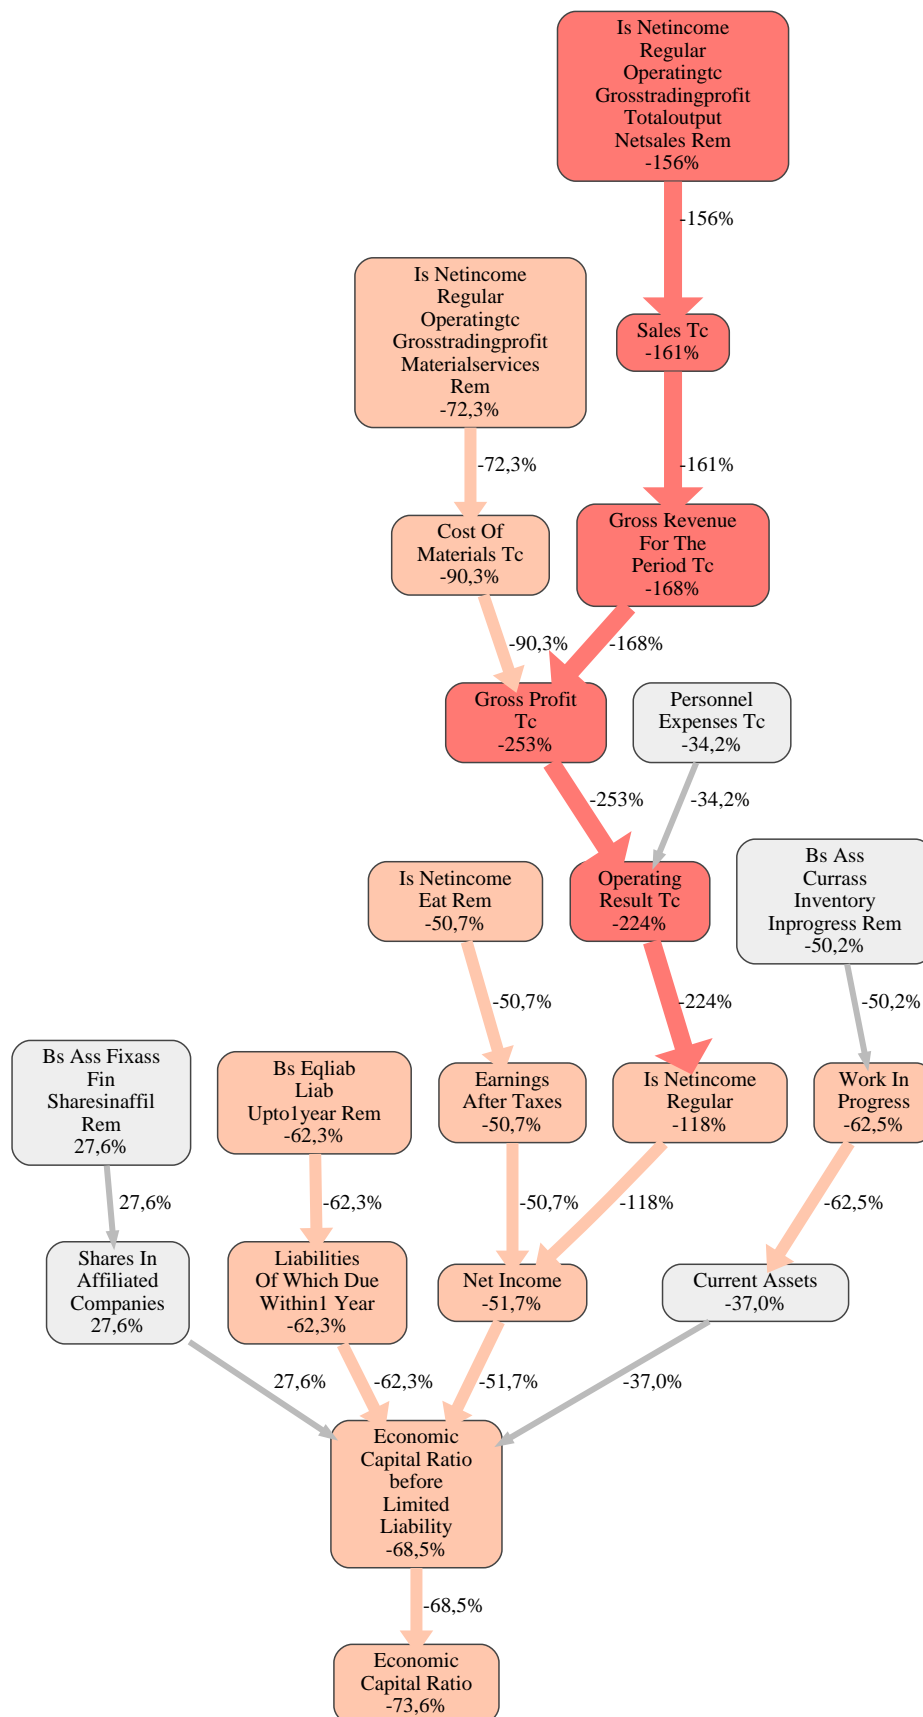 Is Netincome
Regular
Operatingtc
Grosstradingprofit
Totaloutput
Netsales Rem
-156%
-156%
Is Netincome
Regular
Operatingtc
Grosstradingprofit
Materialservices
Rem
-72,3%
Sales Tc
-161%
-72,3%
-161%
Cost Of
Materials Tc
-90,3%
Gross Revenue
For The
Period Tc
-168%
-90,3%
-168%
Gross Profit
Tc
-253%
Personnel
Expenses Tc
-34,2%
-253%
-34,2%
Is Netincome
Eat Rem
-50,7%
Operating
Result Tc
-224%
Bs Ass
Currass
Inventory
Inprogress Rem
-50,2%
-50,7%
-224%
-50,2%
Bs Ass Fixass
Fin
Sharesinaffil
Rem
27,6%
Bs Eqliab
Liab
Upto1year Rem
-62,3%
Earnings
After Taxes
-50,7%
Is Netincome
Regular
-118%
Work In
Progress
-62,5%
27,6%
-62,3%
-50,7%
-118%
-62,5%
Shares In
Affiliated
Companies
27,6%
Liabilities
Of Which Due
Within1 Year
-62,3%
Net Income
-51,7%
Current Assets
-37,0%
27,6%
-62,3%
-51,7%
-37,0%
Economic
Capital Ratio
before
Limited
Liability
-68,5%
-68,5%
Economic
Capital Ratio
-73,6%